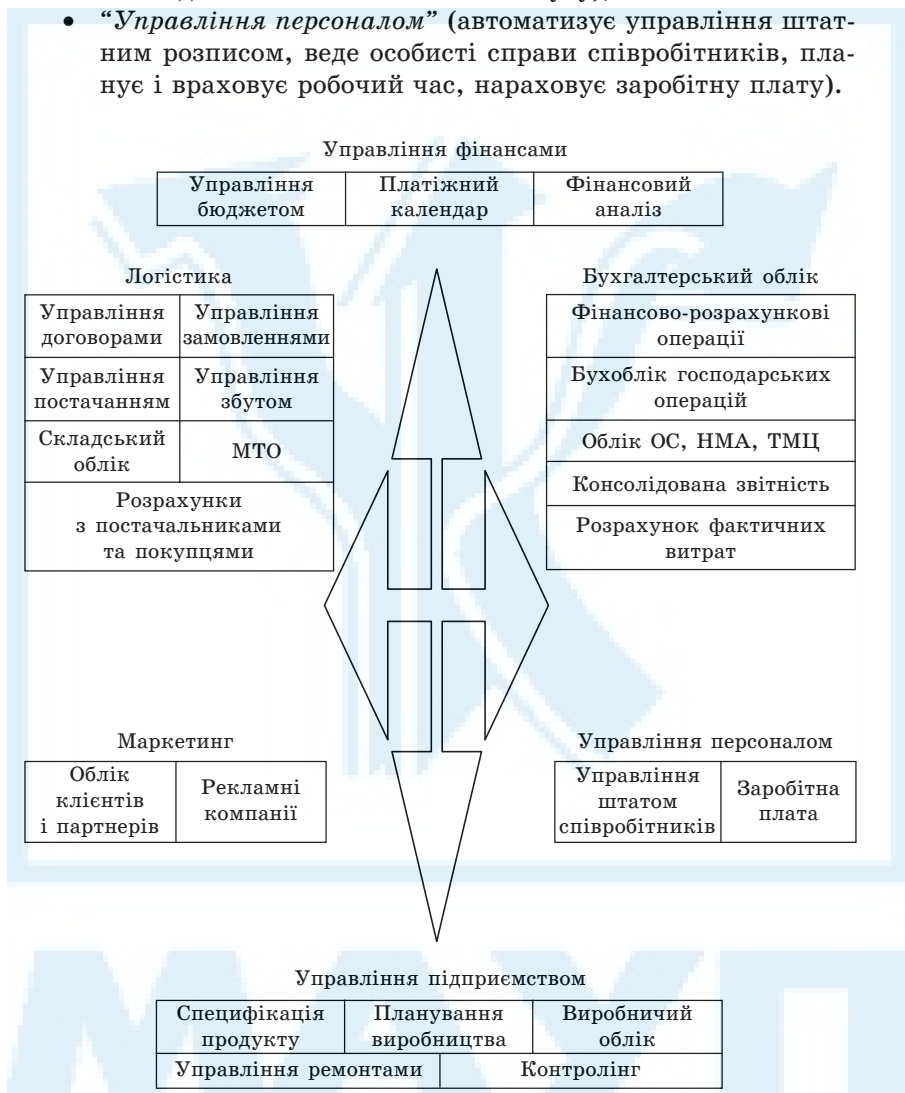 • “Управління персоналом” (автоматизує управління штат-
ним розписом, веде особисті справи співробітників, пла-
нує і враховує робочий час, нараховує заробітну плату).
Управління фінансами
Управління
бюджетом
Платіжний
календар
Фінансовий
аналіз
Логістика
Управління
договорами
Управління
замовленнями
Управління
постачанням
Управління
збутом
Складський
облік
МТО
Розрахунки
з постачальниками
та покупцями
Бухгалтерський облік
Фінансово-розрахункові
операції
Бухоблік господарських
операцій
Облік ОС, НМА, ТМЦ
Консолідована звітність
Розрахунок фактичних
витрат
Маркетинг
Облік
клієнтів
і партнерів
Рекламні
компанії
Управління персоналом
Управління
штатом
співробітників
Заробітна
плата
Управління підприємством
Специфікація
продукту
Планування
виробництва
Виробничий
облік
Управління ремонтами
Контролінг